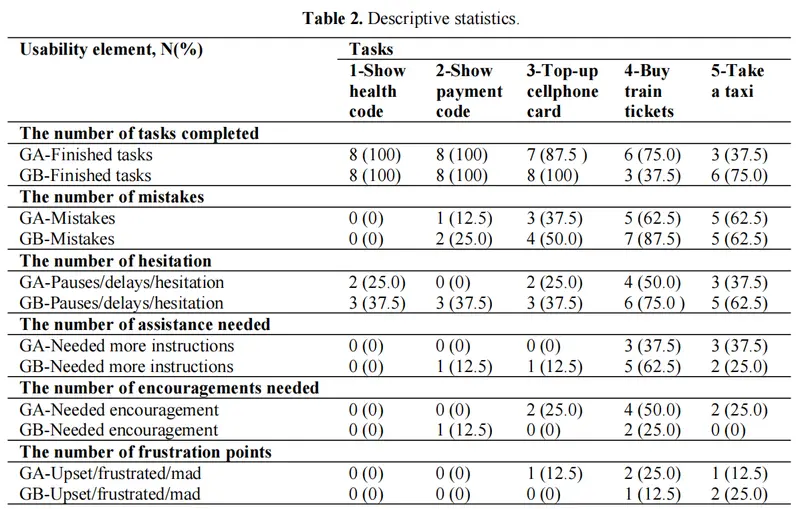 Table 2. Descriptive statistics.
Usability element, N(%) Tasks
1-Show 2-Show 3-Top-up 4-Buy 5-Take
health payment cellphone train a taxi
code code card tickets
The number of tasks completed
GA-Finished tasks 8 (100) 8 (100) 7 (87.5 ) 6 (75.0) 3 (37.5)
GB-Finished tasks 8 (100) 8 (100) 8 (100) 3 (37.5) 6 (75.0)
The number of mistakes
GA-Mistakes 0 (0) 1 (12.5) 3 (37.5) 5 (62.5) 5 (62.5)
GB-Mistakes 0 (0) 2 (25.0) 4 (50.0) 7 (87.5) 5 (62.5)
The number of hesitation
GA-Pauses/delays/hesitation 2 (25.0) 0 (0) 2 (25.0) 4 (50.0) 3 (37.5)
GB-Pauses/delays/hesitation 3 (37.5) 3 (37.5) 3 (37.5) 6 (75.0 ) 5 (62.5)
The number of assistance needed
GA-Needed more instructions 0 (0) 0 (0) 0 (0) 3 (37.5) 3 (37.5)
GB-Needed more instructions 0 (0) 1 (12.5) 1 (12.5) 5 (62.5) 2 (25.0)
The number of encouragements needed
GA-Needed encouragement 0 (0) 0 (0) 2 (25.0) 4 (50.0) 2 (25.0)
GB-Needed encouragement 0 (0) 1 (12.5) 0 (0) 2 (25.0) 0 (0)
The number of frustration points
GA-Upset/frustrated/mad 0 (0) 0 (0) 1 (12.5) 2 (25.0) 1 (12.5)
GB-Upset/frustrated/mad 0 (0) 0 (0) 0 (0) 1 (12.5) 2 (25.0)